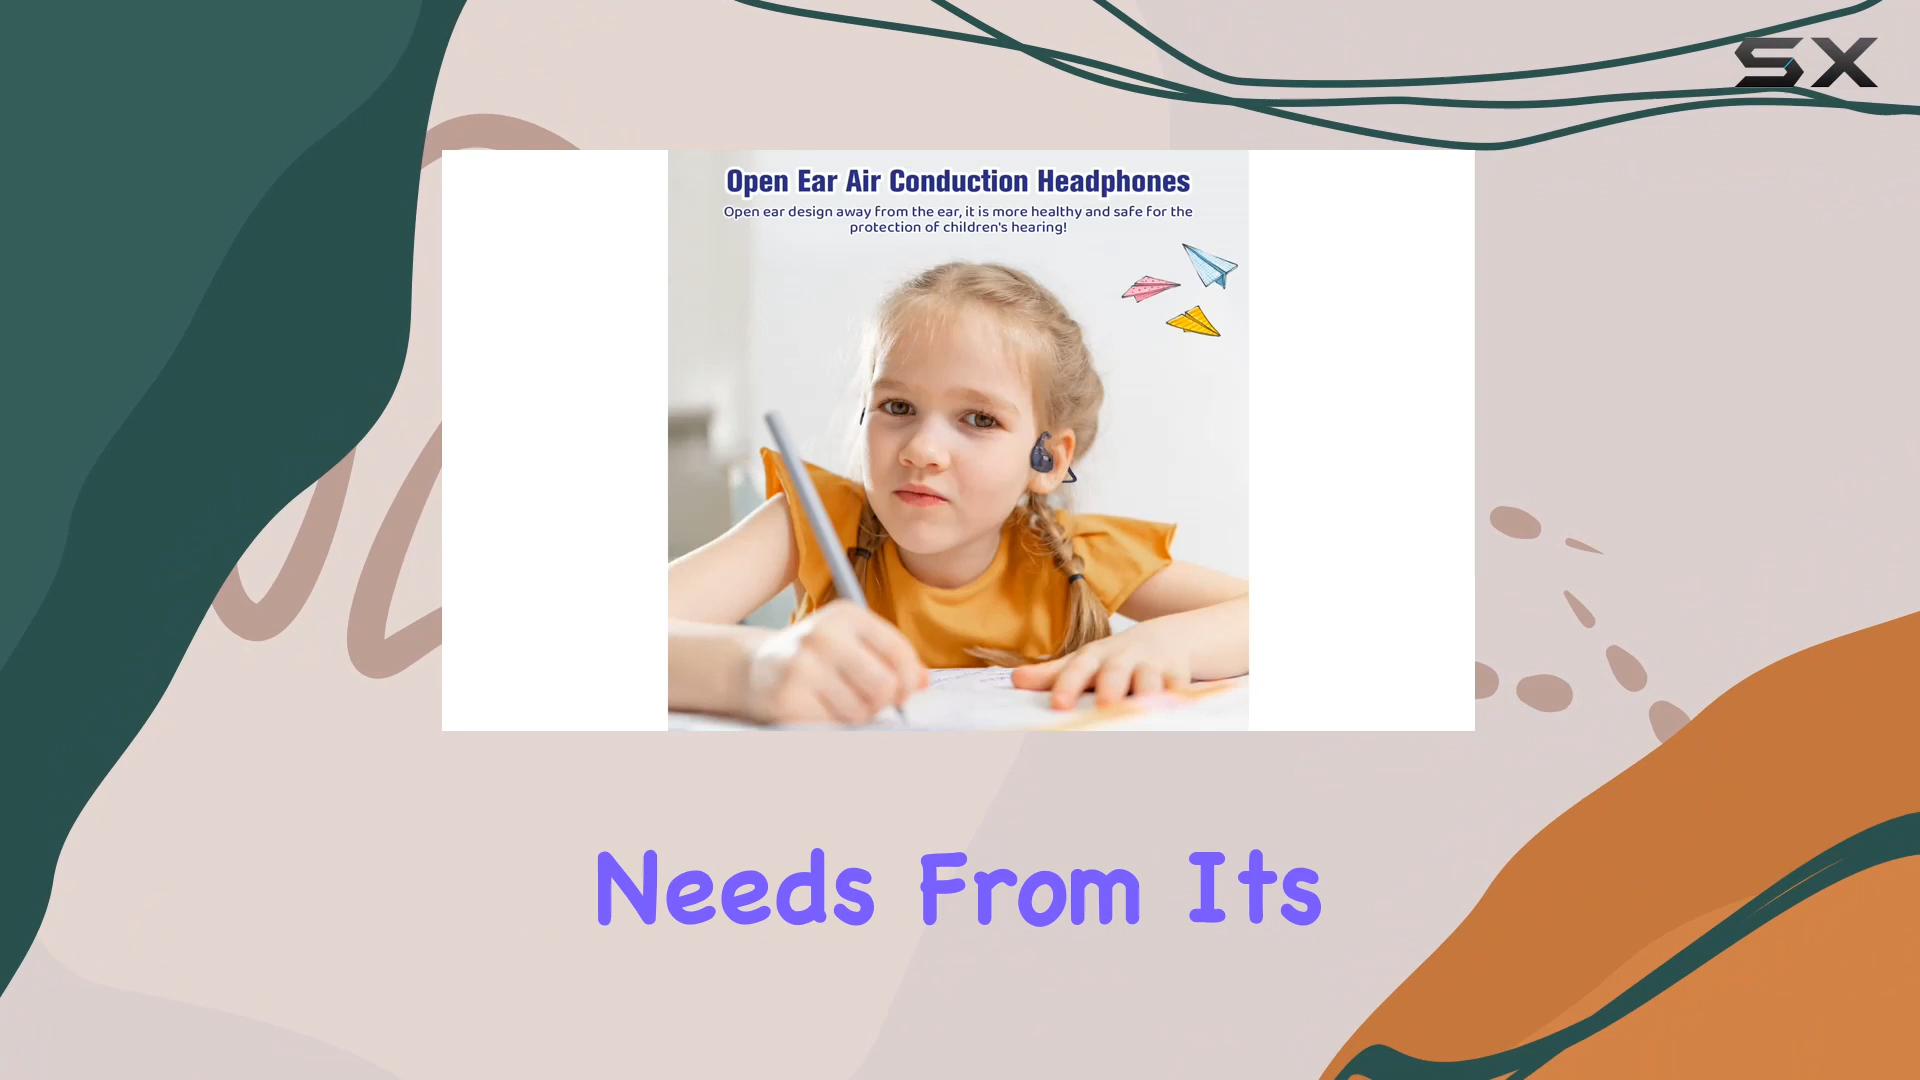 SX
Open Ear Air Conduction Headphones
Open ear design away from the ear, it is more healthy and safe for the
protection of children's hearing!
Needs From Its